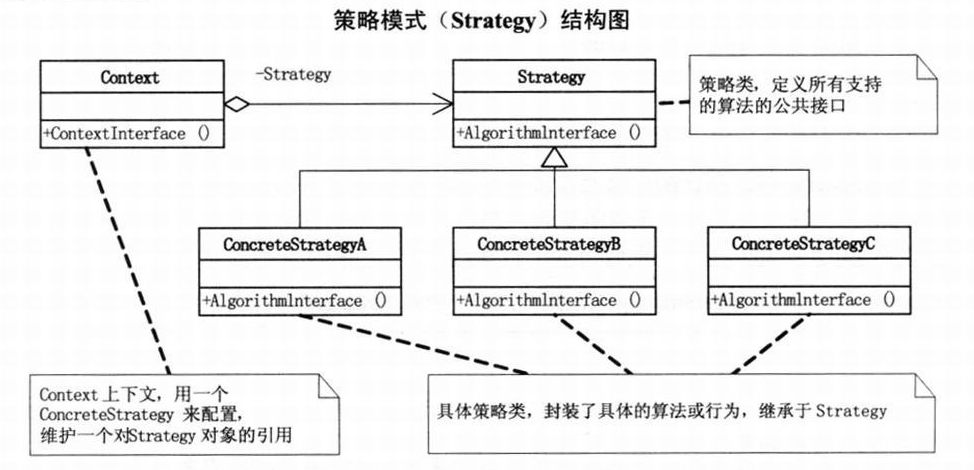 策略模式（Strategy）结构图
Context
-Strategy
Strategy
策略类，定义所有支持
的算法的公共接口
+ContextInterface ()
+AlgorithmInterface ()
ConcreteStrategyA
ConcreteStrategyB
ConcreteStrategyC
+AlgorithmInterface ()
+AlgorithmInterface ()
+AlgorithmInterface ()
Context 上下文，用一个
ConcreteStrategy 来配置，
维护一个对Strategy 对象的引用
具体策略类，封装了具体的算法或行为，继承于 Strategy